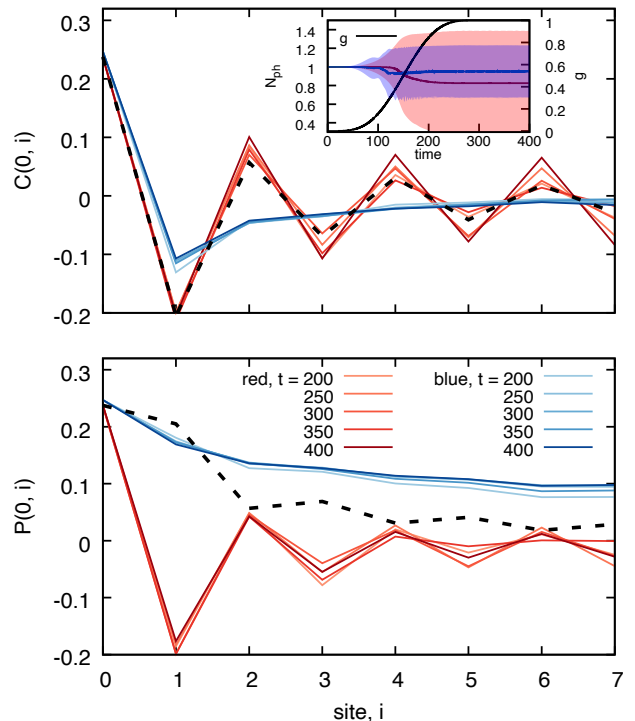 0.3
0.2
0.1
0
-0.1
-0.2
C(0, i)
1.4
1.2
1
0.8
0.6
0.4
N_ph
g
1
0.8
0.6
0.4
0.2
0
g
0 100 200 300 400
time
0.3
0.2
0.1
0
-0.1
-0.2
P(0, i)
red, t = 200
250
300
350
400
blue, t = 200
250
300
350
400
0 1 2 3 4 5 6 7
site, i